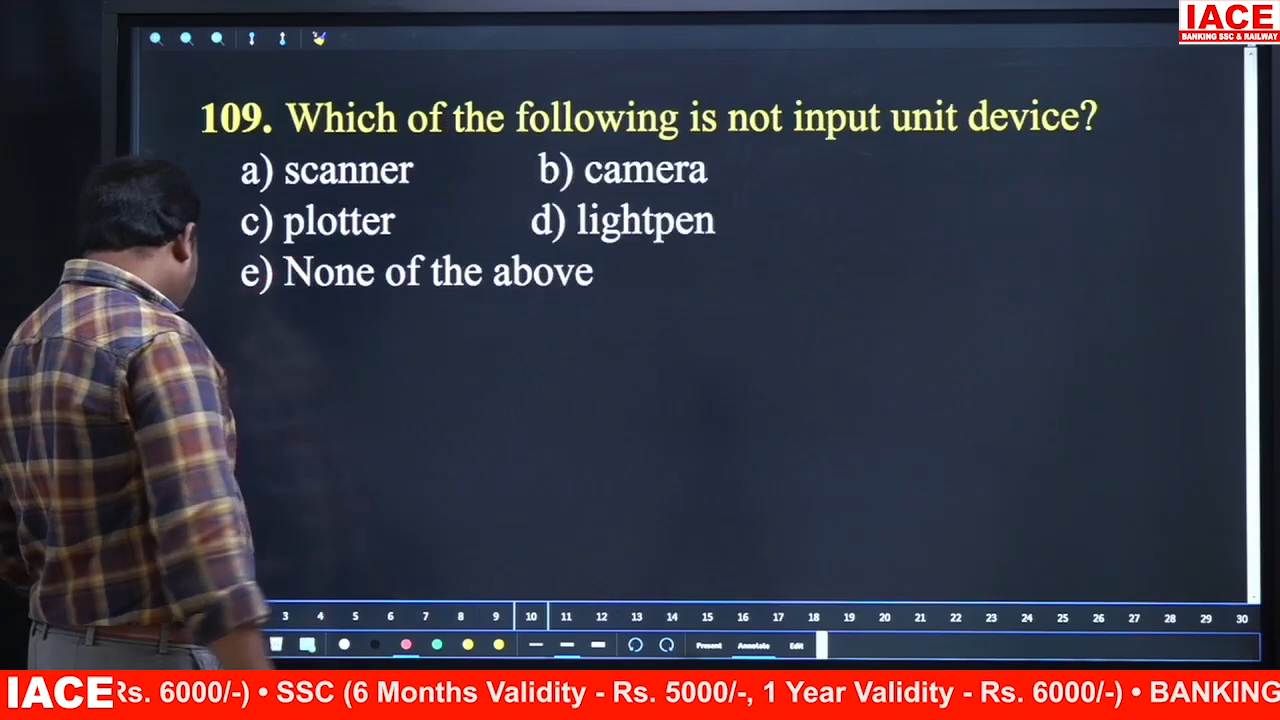 IACE
BANKING SSC & RAILWAY
109. Which of the following is not input unit device?
a) scanner b) camera
c) plotter d) lightpen
e) None of the above
3 4 5 6 7 8 9 10 11 12 13 14 15 16 17 18 19 20 21 22 23 24 25 26 27 28 29 30
Present Annotate Edit
IACE Rs. 6000/-) • SSC (6 Months Validity - Rs. 5000/-, 1 Year Validity - Rs. 6000/-) • BANKING